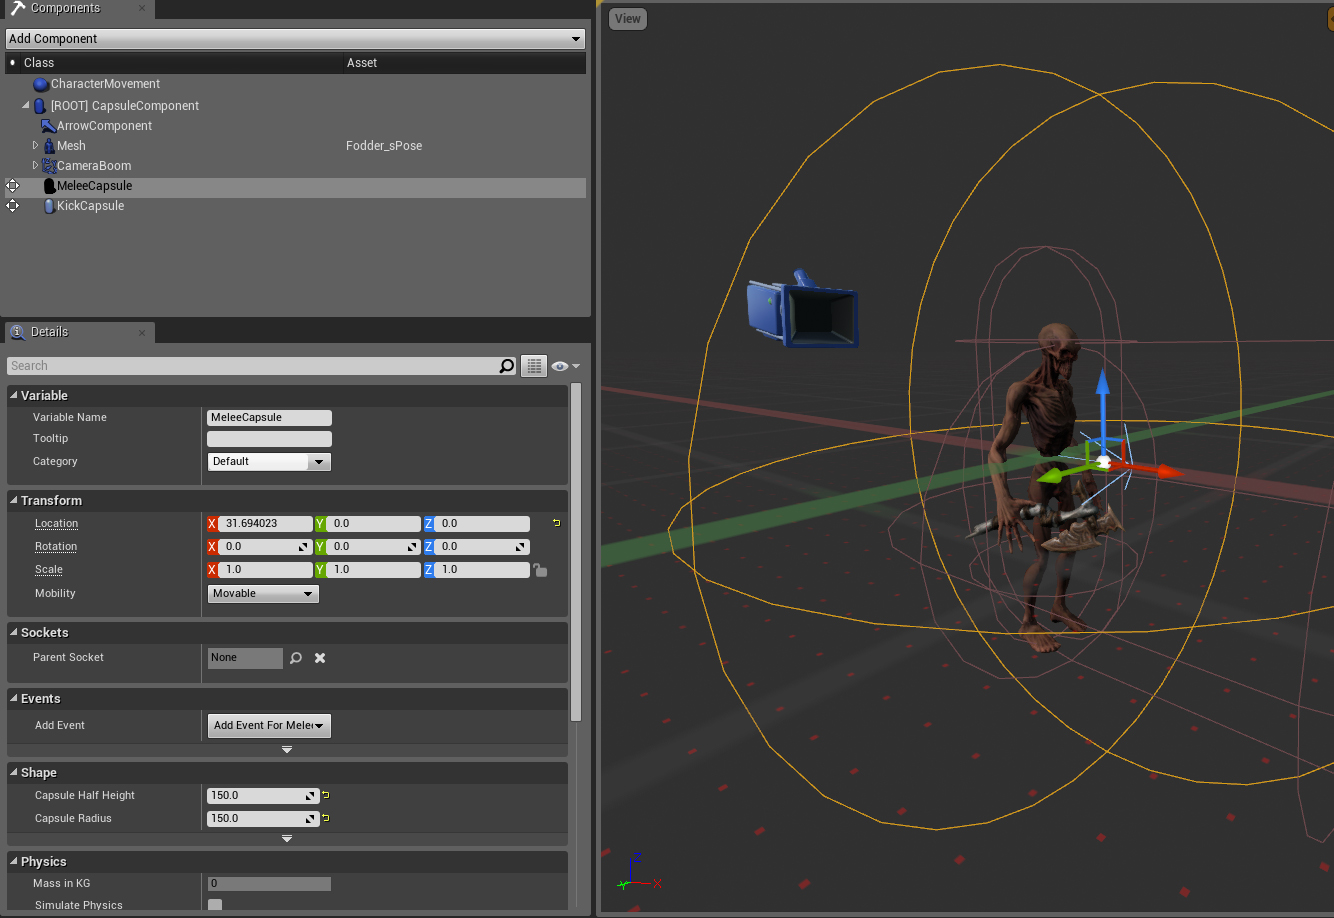 Components
View
Add Component
Class Asset
CharacterMovement
[ROOT] CapsuleComponent
ArrowComponent
Mesh Fodder_sPose
CameraBoom
MeleeCapsule
KickCapsule
Details
Search
Variable
Variable Name MeleeCapsule
Tooltip
Category Default
Transform
Location X 31.694023 Y 0.0 Z 0.0
Rotation X 0.0 Y 0.0 Z 0.0
Scale X 1.0 Y 1.0 Z 1.0
Mobility Movable
Sockets
Parent Socket None
Events
Add Event Add Event For Melee
Shape
Capsule Half Height 150.0
Capsule Radius 150.0
Physics
Z
Mass in KG 0
Y X
Simulate Physics